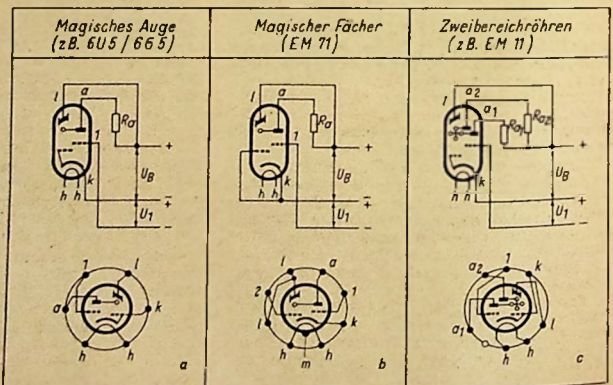 Magisches Auge
(z.B. 6U5 / 6G5)
Magischer Fächer
(EM 71)
Zweibereichröhren
(z.B. EM 11)
l a
Ra
1
+
UB
k
h h
−
+
U1
−
l a
Ra
1
+
UB
k
h h
−
+
U1
−
l a2
a1
Ra1 Ra2
+
UB
k
h h
−
+
U1
−
1 l
a k
h h
a
l a
2 1
l k
h h
m
b
a2 1 k
a1 l
h h
c